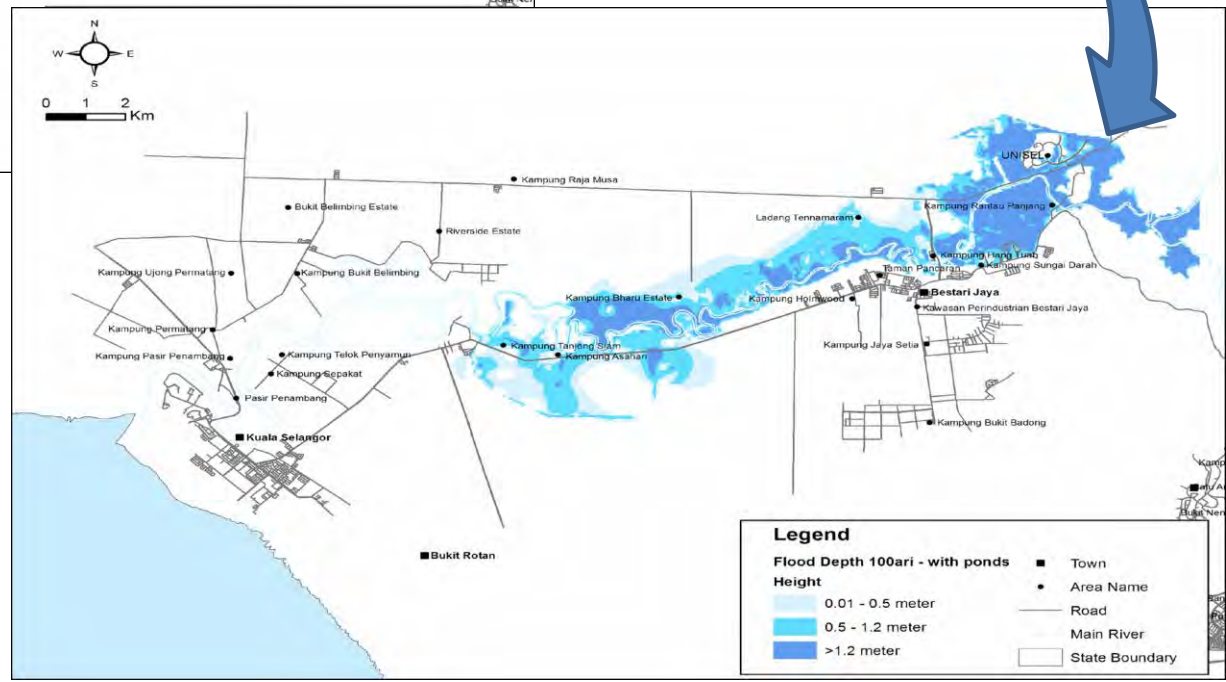 N
W E
S
0 1 2
Km
UNISEL
Kampung Raja Musa
Bukit Belimbing Estate
Kampung Rantau Panjang
Ladang Tennamaram
Riverside Estate
Kampung Hang Tuah
Kampung Sungai Darah
Kampung Ujong Permatang
Kampung Bukit Belimbing
Taman Pancaran
Bestari Jaya
Kampung Bharu Estate
Kampung Holmwood
Kawasan Perindustrian Bestari Jaya
Kampung Permatang
Kampung Tanjong Siam
Kampung Jaya Setia
Kampung Pasir Penambang
Kampung Telok Penyamun
Kampung Asahan
Kampung Sepakat
Pasir Penambang
Kampung Bukit Badong
Kuala Selangor
Bukit Rotan
Legend
Flood Depth 100ari - with ponds
Height
0.01 - 0.5 meter
0.5 - 1.2 meter
>1.2 meter
Town
Area Name
Road
Main River
State Boundary